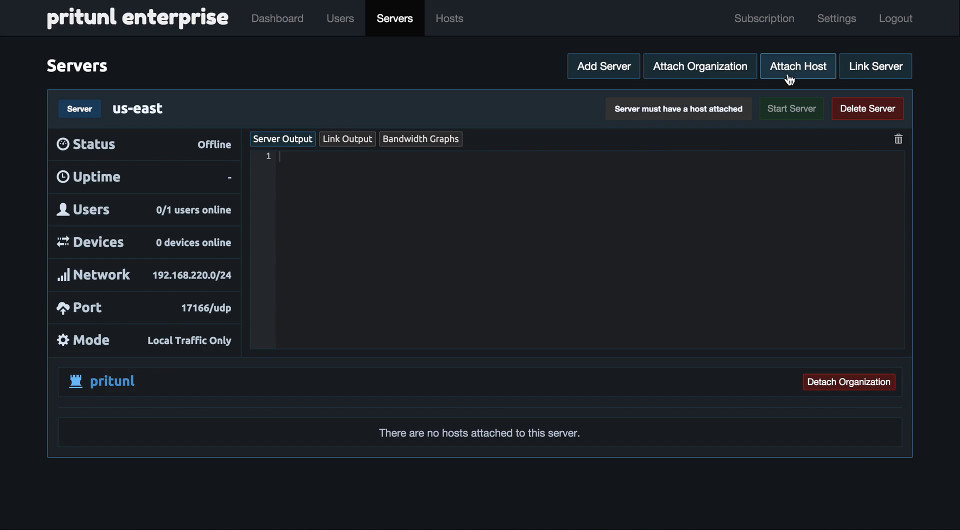 pritunl enterprise Dashboard Users Servers Hosts Subscription Settings Logout
Servers Add Server Attach Organization Attach Host Link Server
Server us-east Server must have a host attached Start Server Delete Server
Status Offline
Server Output Link Output Bandwidth Graphs
1
Uptime -
Users 0/1 users online
Devices 0 devices online
Network 192.168.220.0/24
Port 17166/udp
Mode Local Traffic Only
pritunl Detach Organization
There are no hosts attached to this server.